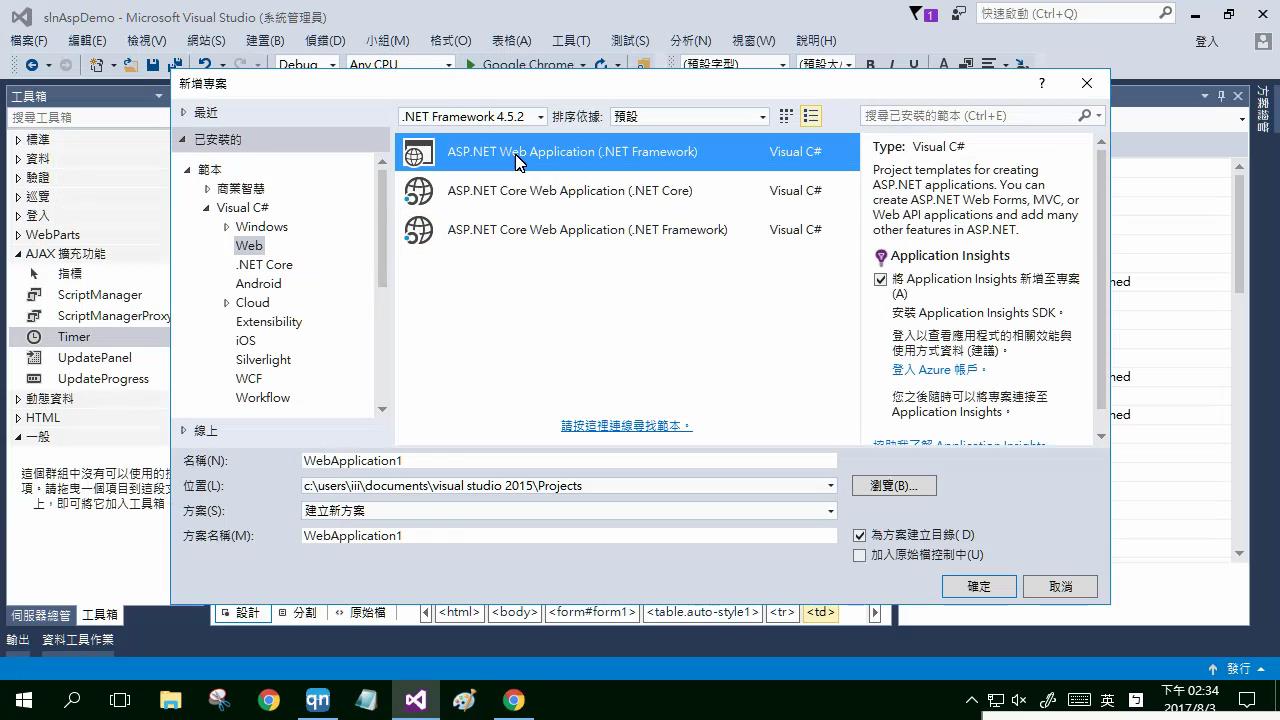 slnAspDemo - Microsoft Visual Studio (系統管理員)
1
快速啟動 (Ctrl+Q)
檔案(F) 編輯(E) 檢視(V) 網站(S) 建置(B) 偵錯(D) 小組(M) 格式(O) 表格(A) 工具(T) 測試(S) 分析(N) 視窗(W) 說明(H) 登入
Debug Any CPU Google Chrome (預設字型) (預設大 B I U A
工具箱
搜尋工具箱
標準
資料
驗證
巡覽
登入
WebParts
AJAX 擴充功能
指標
ScriptManager
ScriptManagerProxy
Timer
UpdatePanel
UpdateProgress
動態資料
HTML
一般
這個群組中沒有可以使用的控
項。請拖曳一個項目到這段文
上，即可將它加入工具箱
伺服器總管 工具箱
輸出 資料工具作業
新增專案
?
最近
已安裝的
範本
商業智慧
Visual C#
Windows
Web
.NET Core
Android
Cloud
Extensibility
iOS
Silverlight
WCF
Workflow
線上
.NET Framework 4.5.2 排序依據: 預設
搜尋已安裝的範本 (Ctrl+E)
ASP.NET Web Application (.NET Framework) Visual C#
ASP.NET Core Web Application (.NET Core) Visual C#
ASP.NET Core Web Application (.NET Framework) Visual C#
請按這裡連線尋找範本。
Type: Visual C#
Project templates for creating
ASP.NET applications. You can
create ASP.NET Web Forms, MVC, or
Web API applications and add many
other features in ASP.NET.
Application Insights
將 Application Insights 新增至專案
(A)
安裝 Application Insights SDK。
登入以查看應用程式的相關效能與
使用方式資料 (建議)。
登入 Azure 帳戶。
您之後隨時可以將專案連接至
Application Insights。
協助我了解 Application Insights
名稱(N): WebApplication1
位置(L): c:\users\iii\documents\visual studio 2015\Projects 瀏覽(B)...
方案(S): 建立新方案
方案名稱(M): WebApplication1
為方案建立目錄(D)
加入原始檔控制中(U)
確定 取消
方案總管
ned
ned
ned
設計 分割 原始檔 <html> <body> <form#form1> <table.auto-style1> <tr> <td>
發行
qn
英
下午 02:34
2017/8/3